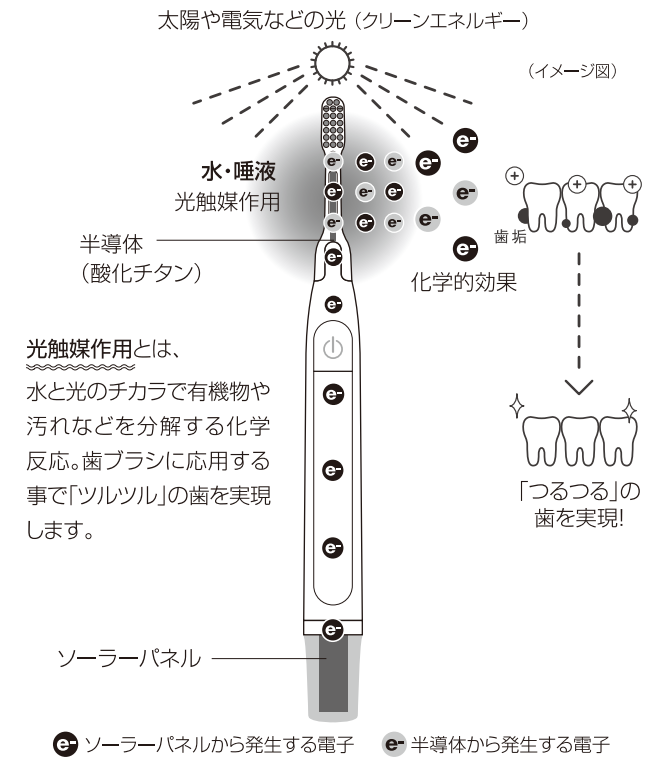 太陽や電気などの光（クリーンエネルギー）
（イメージ図）
水・唾液
光触媒作用
e-
e-
e-
e-
e-
e-
e-
e-
e-
e-
e-
e-
e-
e-
半導体
（酸化チタン）
e-
化学的効果
+
+
+
歯垢
e-
光触媒作用とは、
水と光のチカラで有機物や
汚れなどを分解する化学
反応。歯ブラシに応用する
事で「ツルツル」の歯を実現
します。
e-
e-
e-
「つるつる」の
歯を実現!
e-
ソーラーパネル
e- ソーラーパネルから発生する電子
e- 半導体から発生する電子